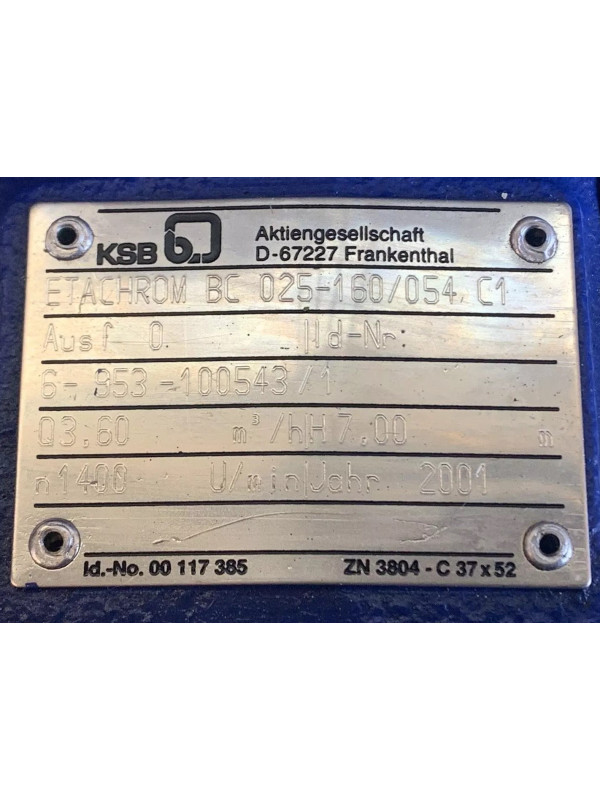 KSB Aktiengesellschaft
D-67227 Frankenthal
ETACHROM BC 025-160/054 C1
Ausf 0 Id-Nr.
6-853-100543/1
Q3,60 m³/h H7,00 m
n1400 U/min Jahr 2001
Id.-No. 00 117 385 ZN 3804 - C 37 x 52